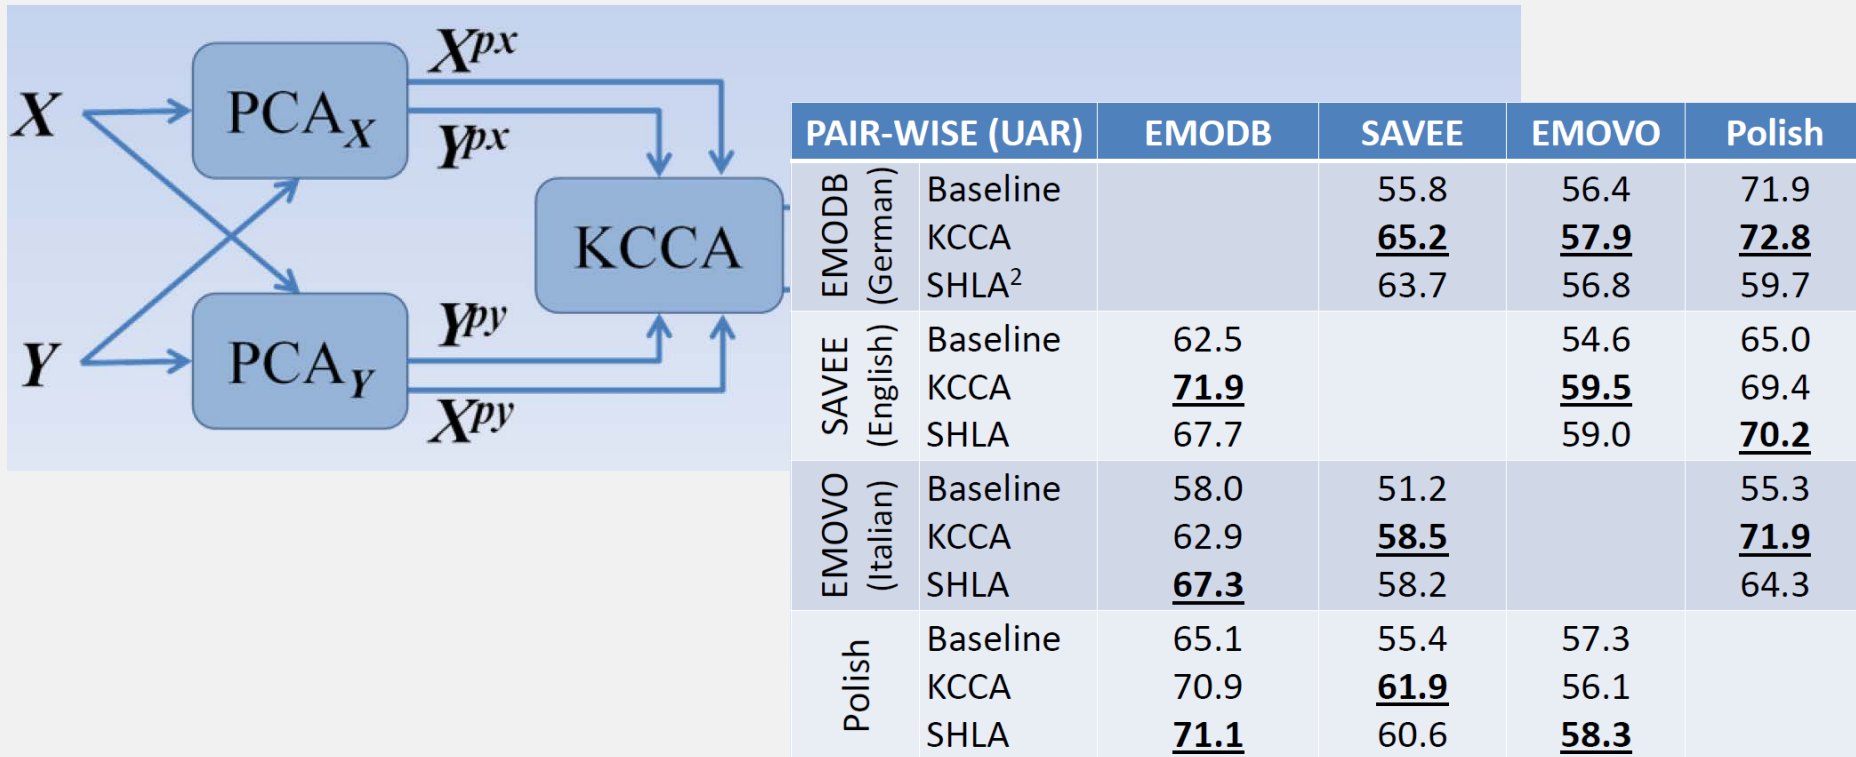 X
Y
PCA_X
PCA_Y
X^px
Y^px
KCCA
Y^py
X^py
PAIR-WISE (UAR) EMODB SAVEE EMOVO Polish
EMODB (German)
Baseline 55.8 56.4 71.9
KCCA 65.2 57.9 72.8
SHLA² 63.7 56.8 59.7
SAVEE (English)
Baseline 62.5 54.6 65.0
KCCA 71.9 59.5 69.4
SHLA 67.7 59.0 70.2
EMOVO (Italian)
Baseline 58.0 51.2 55.3
KCCA 62.9 58.5 71.9
SHLA 67.3 58.2 64.3
Polish
Baseline 65.1 55.4 57.3
KCCA 70.9 61.9 56.1
SHLA 71.1 60.6 58.3